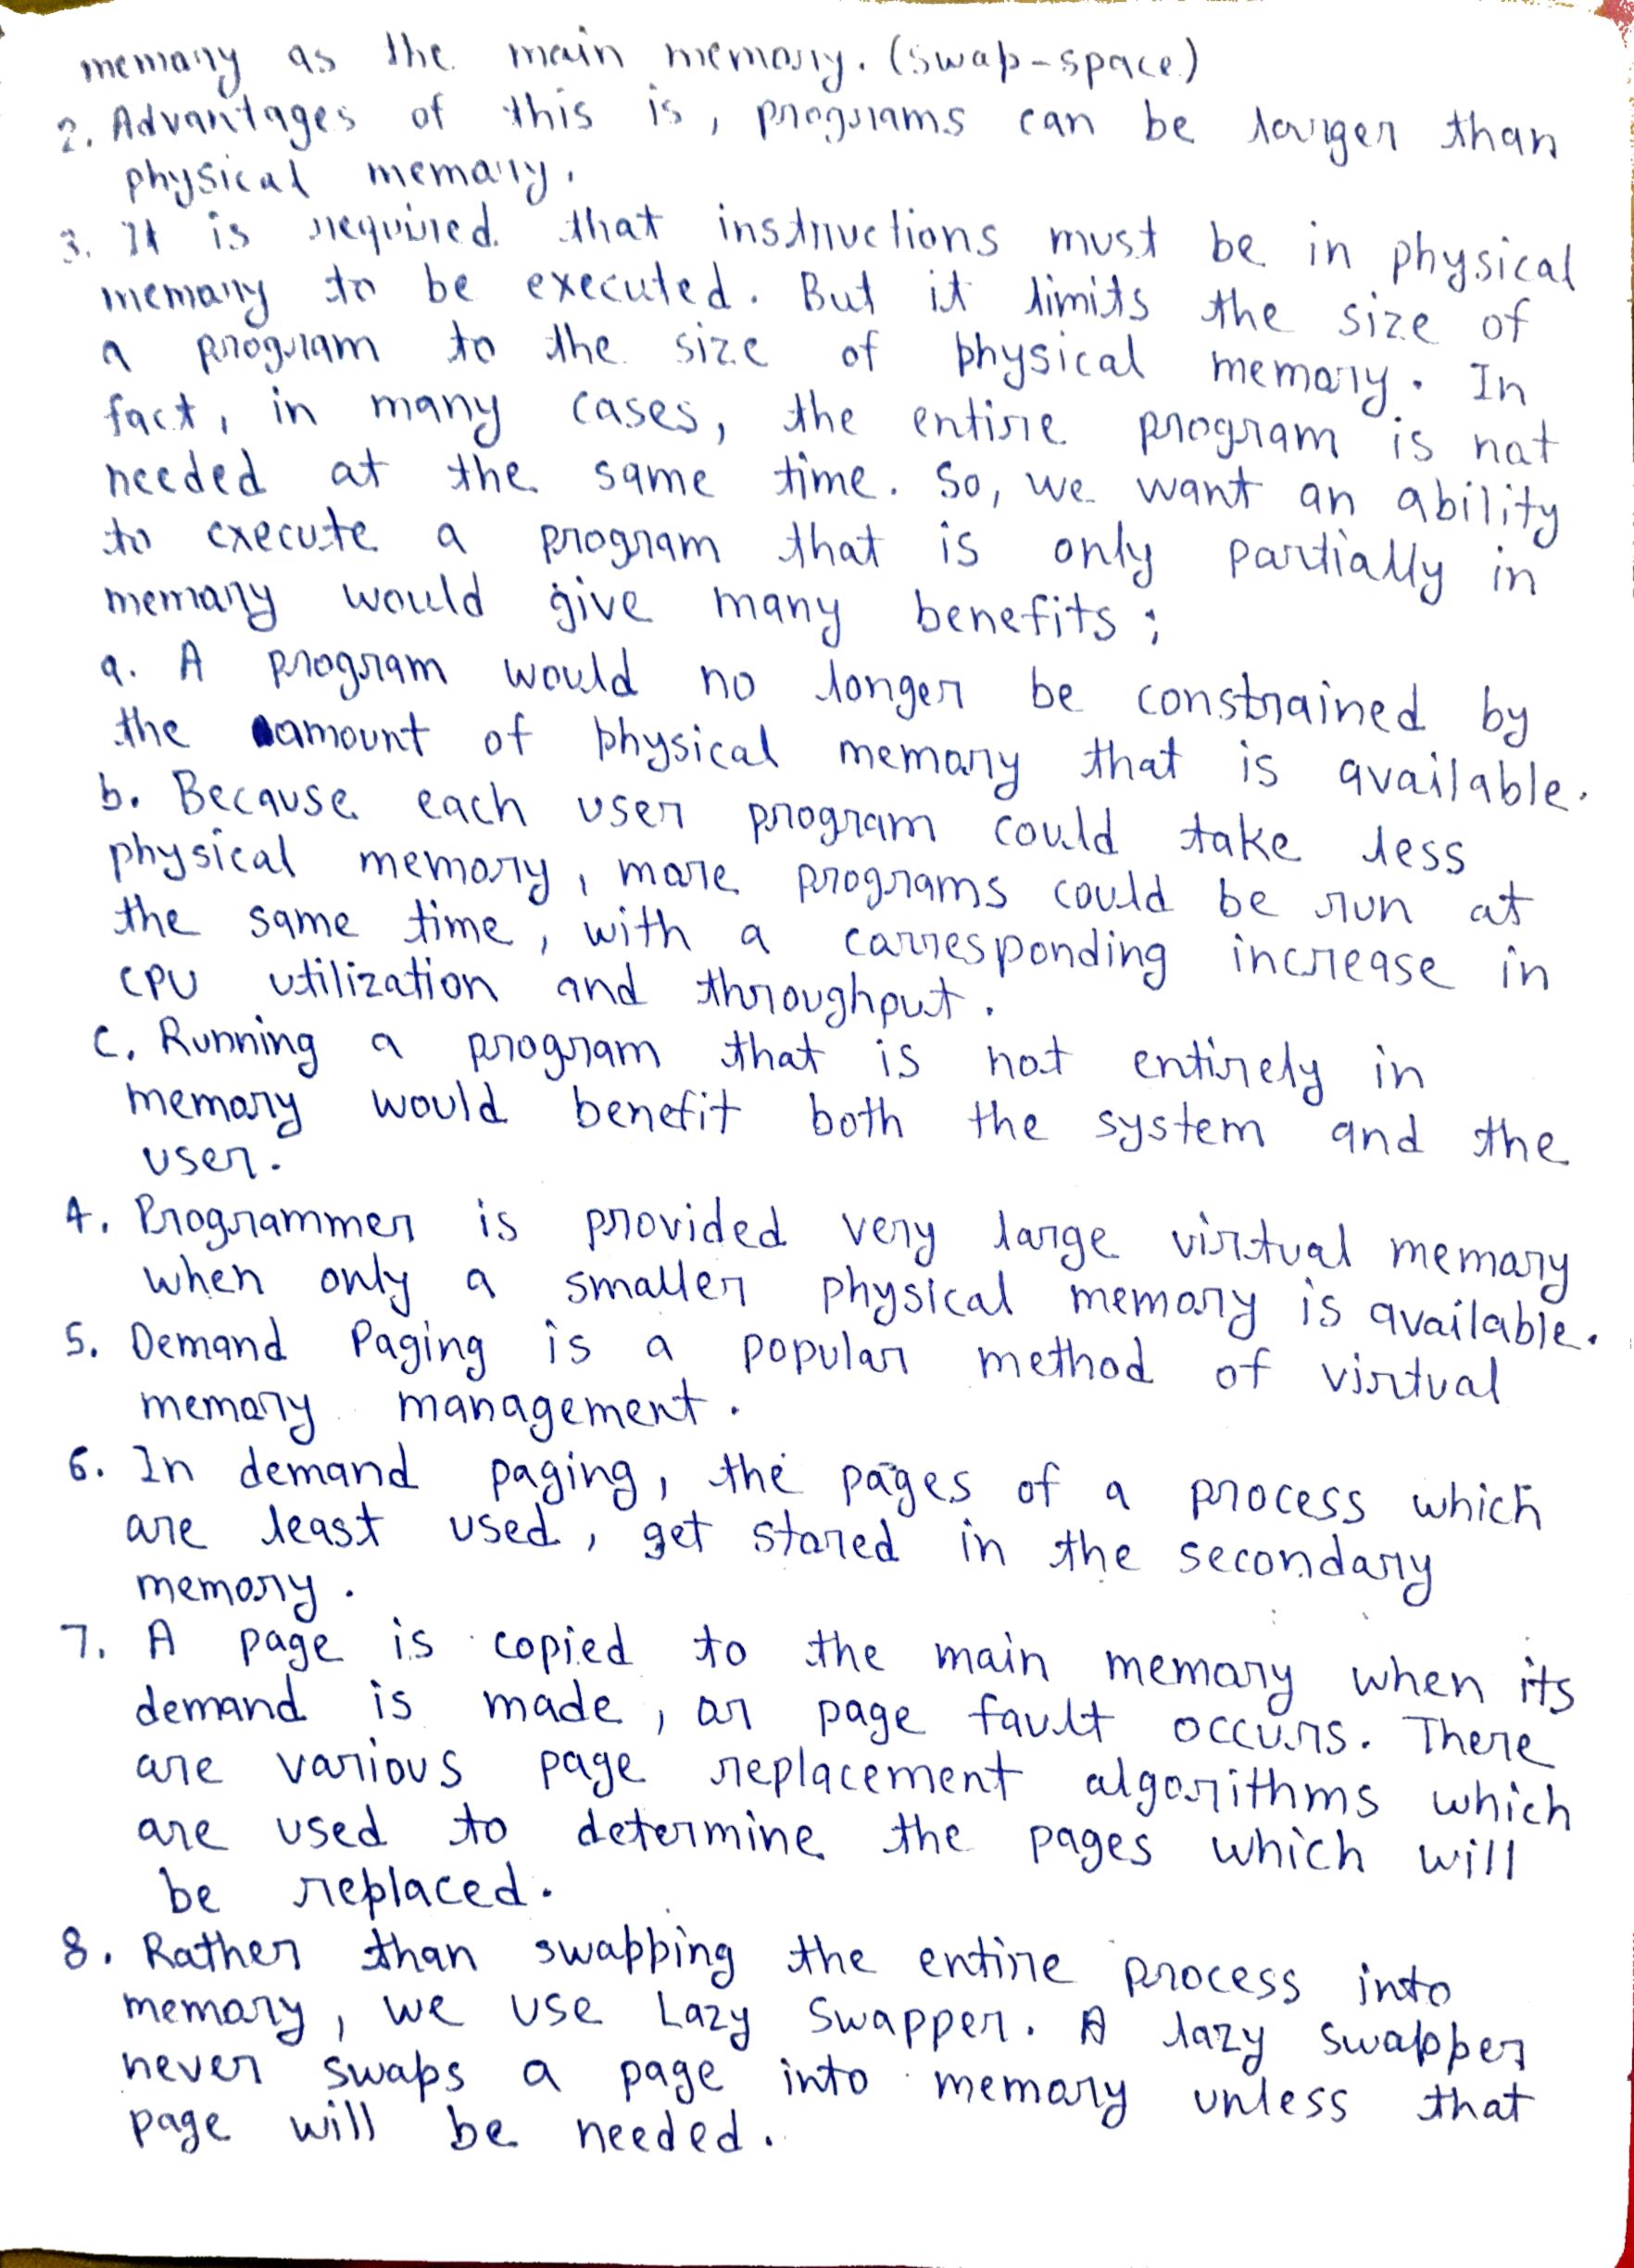 memory as the main memory. (swap-space)
2. Advantages of this is, programs can be larger than
physical memory.
3. It is required that instructions must be in physical
memory to be executed. But it limits the size of
a program to the size of physical memory. In
fact, in many cases, the entire program is not
needed at the same time. So, we want an ability
to execute a program that is only partially in
memory would give many benefits:
a. A program would no longer be constrained by
the amount of physical memory that is available.
b. Because each user program could take less
physical memory, more programs could be run at
the same time, with a corresponding increase in
CPU utilization and throughput.
c. Running a program that is not entirely in
memory would benefit both the system and the
user.
4. Programmer is provided very large virtual memory
when only a smaller physical memory is available.
5. Demand Paging is a popular method of virtual
memory management.
6. In demand paging, the pages of a process which
are least used, get stored in the secondary
memory.
7. A page is copied to the main memory when its
demand is made, or page fault occurs. There
are various page replacement algorithms which
are used to determine the pages which will
be replaced.
8. Rather than swapping the entire process into
memory, we use Lazy Swapper. A lazy swapper
never swaps a page into memory unless that
page will be needed.